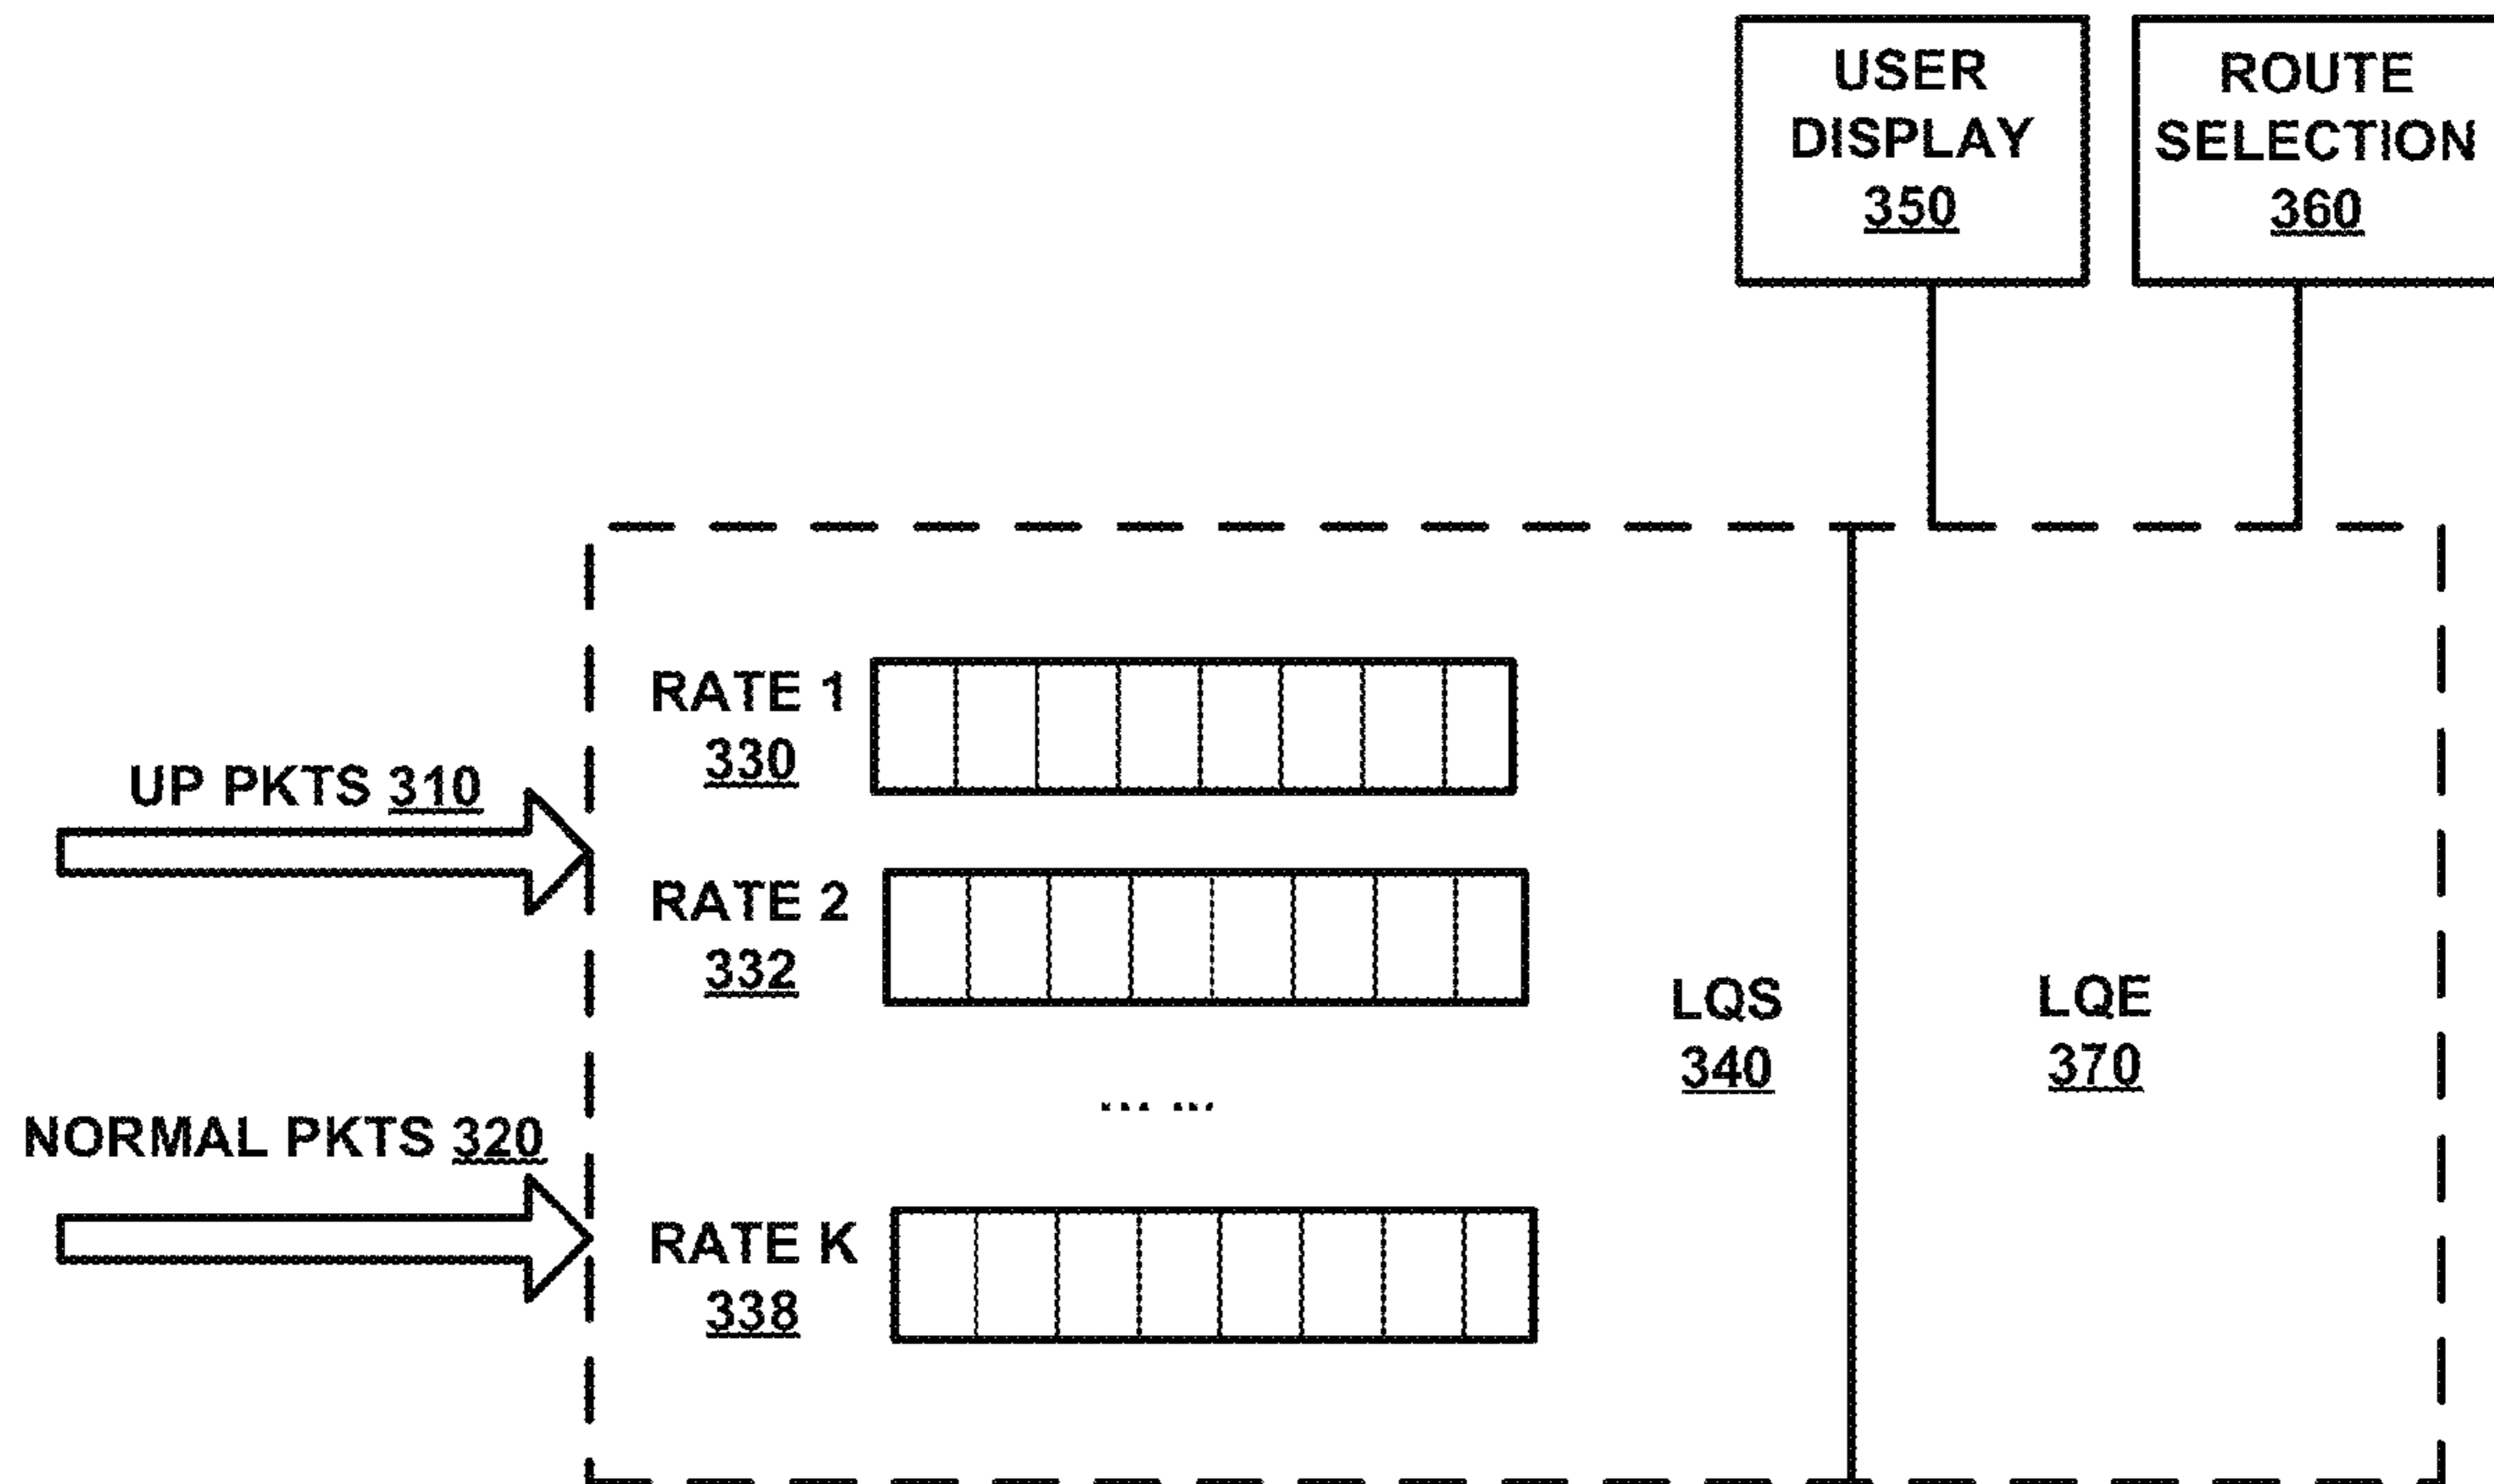 USER
DISPLAY
350
ROUTE
SELECTION
360
RATE 1
330
UP PKTS 310
RATE 2
332
LQS
340
LQE
370
... ...
NORMAL PKTS 320
RATE K
338